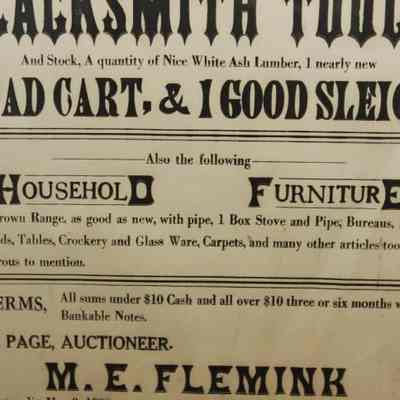 LACKSMITH TOOL
And Stock, A quantity of Nice White Ash Lumber, 1 nearly new
AD CART, & 1 GOOD SLEIG
Also the following
HOUSEHOLD FURNITURE
rown Range, as good as new, with pipe, 1 Box Stove and Pipe, Bureaus,
ds, Tables, Crockery and Glass Ware, Carpets, and many other articles too
rous to mention.
ERMS, All sums under $10 Cash and all over $10 three or six months w
Bankable Notes.
PAGE, AUCTIONEER.
M. E. FLEMINK